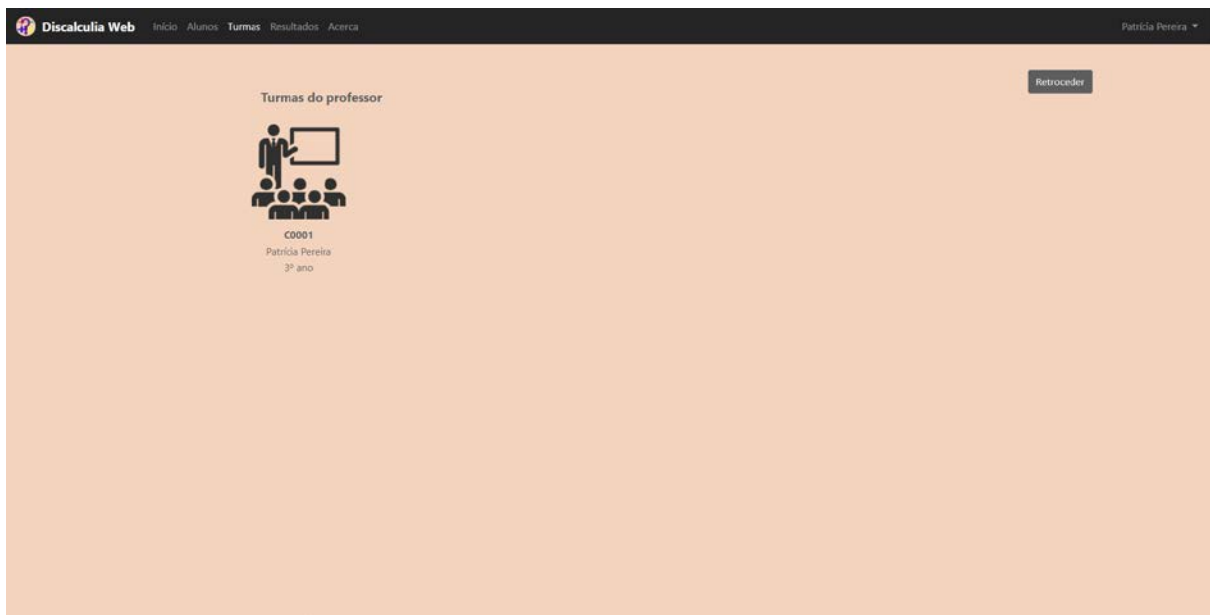 Discalculia Web Início Alunos Turmas Resultados Acerca Patrícia Pereira
Retroceder
Turmas do professor
C0001
Patrícia Pereira
3º ano